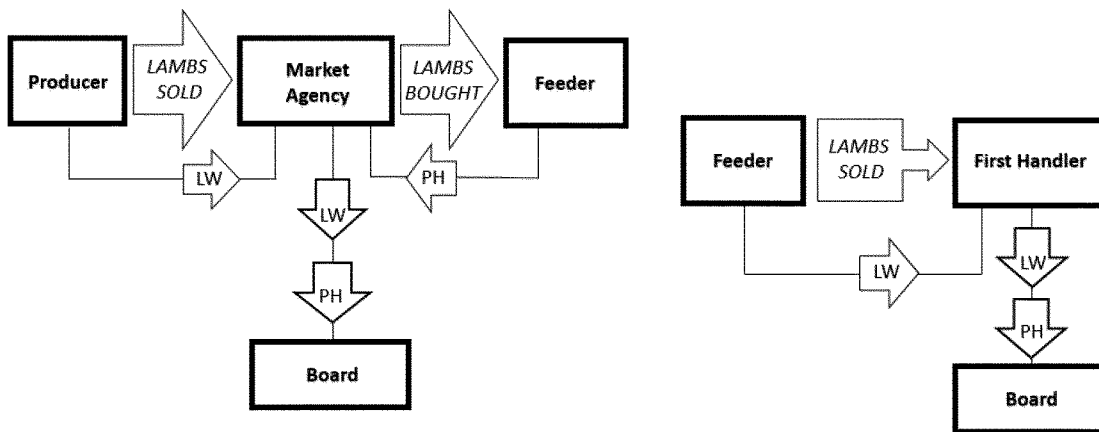 Producer
LAMBS
SOLD
Market
Agency
LAMBS
BOUGHT
Feeder
LW
PH
LW
PH
Board
Feeder
LAMBS
SOLD
First Handler
LW
LW
PH
Board